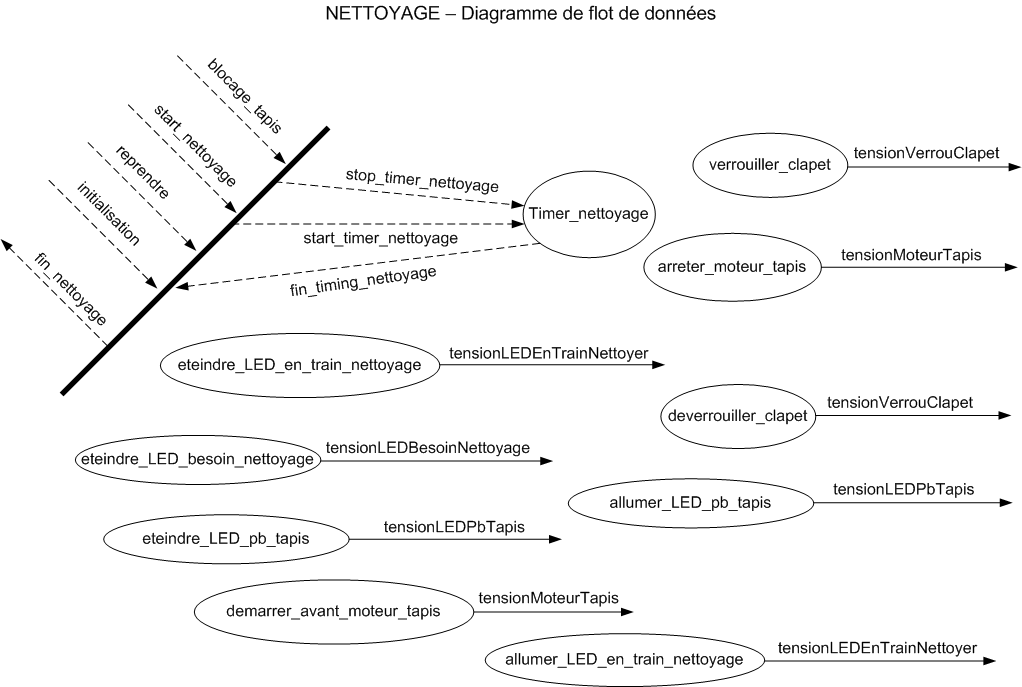 NETTOYAGE – Diagramme de flot de données
blocage_tapis
start_nettoyage
reprendre
initialisation
fin_nettoyage
stop_timer_nettoyage
start_timer_nettoyage
fin_timing_nettoyage
Timer_nettoyage
verrouiller_clapet
tensionVerrouClapet
arreter_moteur_tapis
tensionMoteurTapis
eteindre_LED_en_train_nettoyage
tensionLEDEnTrainNettoyer
deverrouiller_clapet
tensionVerrouClapet
eteindre_LED_besoin_nettoyage
tensionLEDBesoinNettoyage
allumer_LED_pb_tapis
tensionLEDPbTapis
eteindre_LED_pb_tapis
tensionLEDPbTapis
demarrer_avant_moteur_tapis
tensionMoteurTapis
allumer_LED_en_train_nettoyage
tensionLEDEnTrainNettoyer